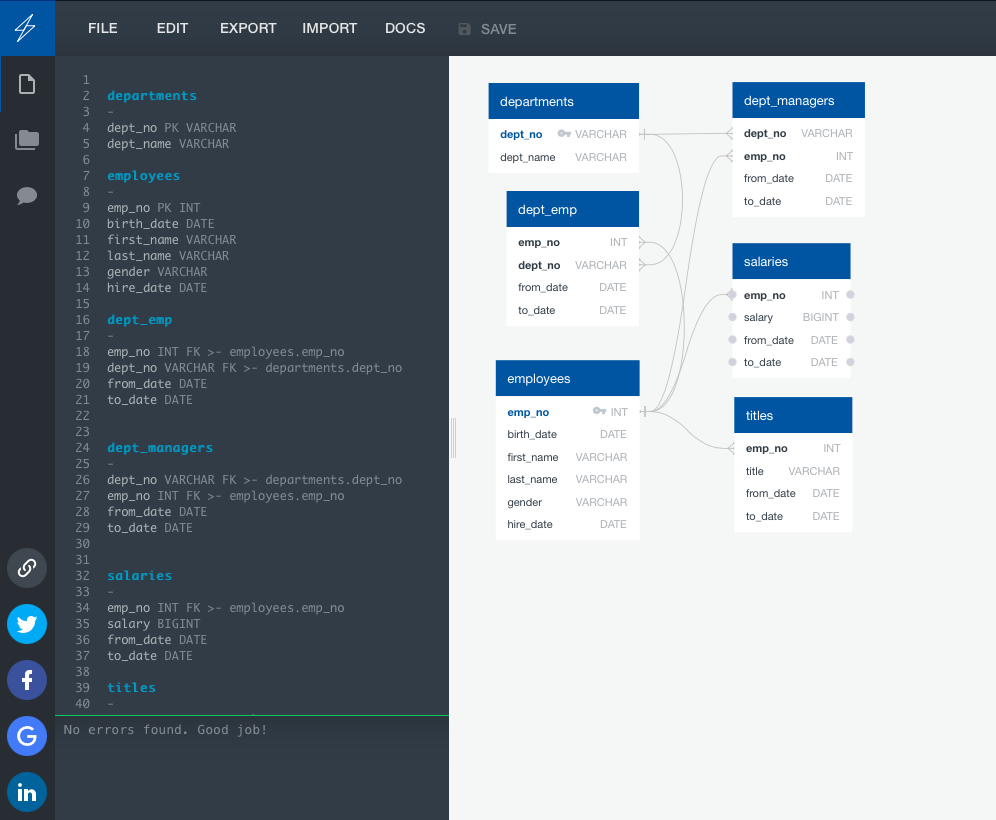 FILE EDIT EXPORT IMPORT DOCS SAVE
1
2 departments
3 -
4 dept_no PK VARCHAR
5 dept_name VARCHAR
6
7 employees
8 -
9 emp_no PK INT
10 birth_date DATE
11 first_name VARCHAR
12 last_name VARCHAR
13 gender VARCHAR
14 hire_date DATE
15
16 dept_emp
17 -
18 emp_no INT FK >- employees.emp_no
19 dept_no VARCHAR FK >- departments.dept_no
20 from_date DATE
21 to_date DATE
22
23
24 dept_managers
25 -
26 dept_no VARCHAR FK >- departments.dept_no
27 emp_no INT FK >- employees.emp_no
28 from_date DATE
29 to_date DATE
30
31
32 salaries
33 -
34 emp_no INT FK >- employees.emp_no
35 salary BIGINT
36 from_date DATE
37 to_date DATE
38
39 titles
40 -
No errors found. Good job!
departments
dept_no VARCHAR
dept_name VARCHAR
dept_emp
emp_no INT
dept_no VARCHAR
from_date DATE
to_date DATE
employees
emp_no INT
birth_date DATE
first_name VARCHAR
last_name VARCHAR
gender VARCHAR
hire_date DATE
dept_managers
dept_no VARCHAR
emp_no INT
from_date DATE
to_date DATE
salaries
emp_no INT
salary BIGINT
from_date DATE
to_date DATE
titles
emp_no INT
title VARCHAR
from_date DATE
to_date DATE